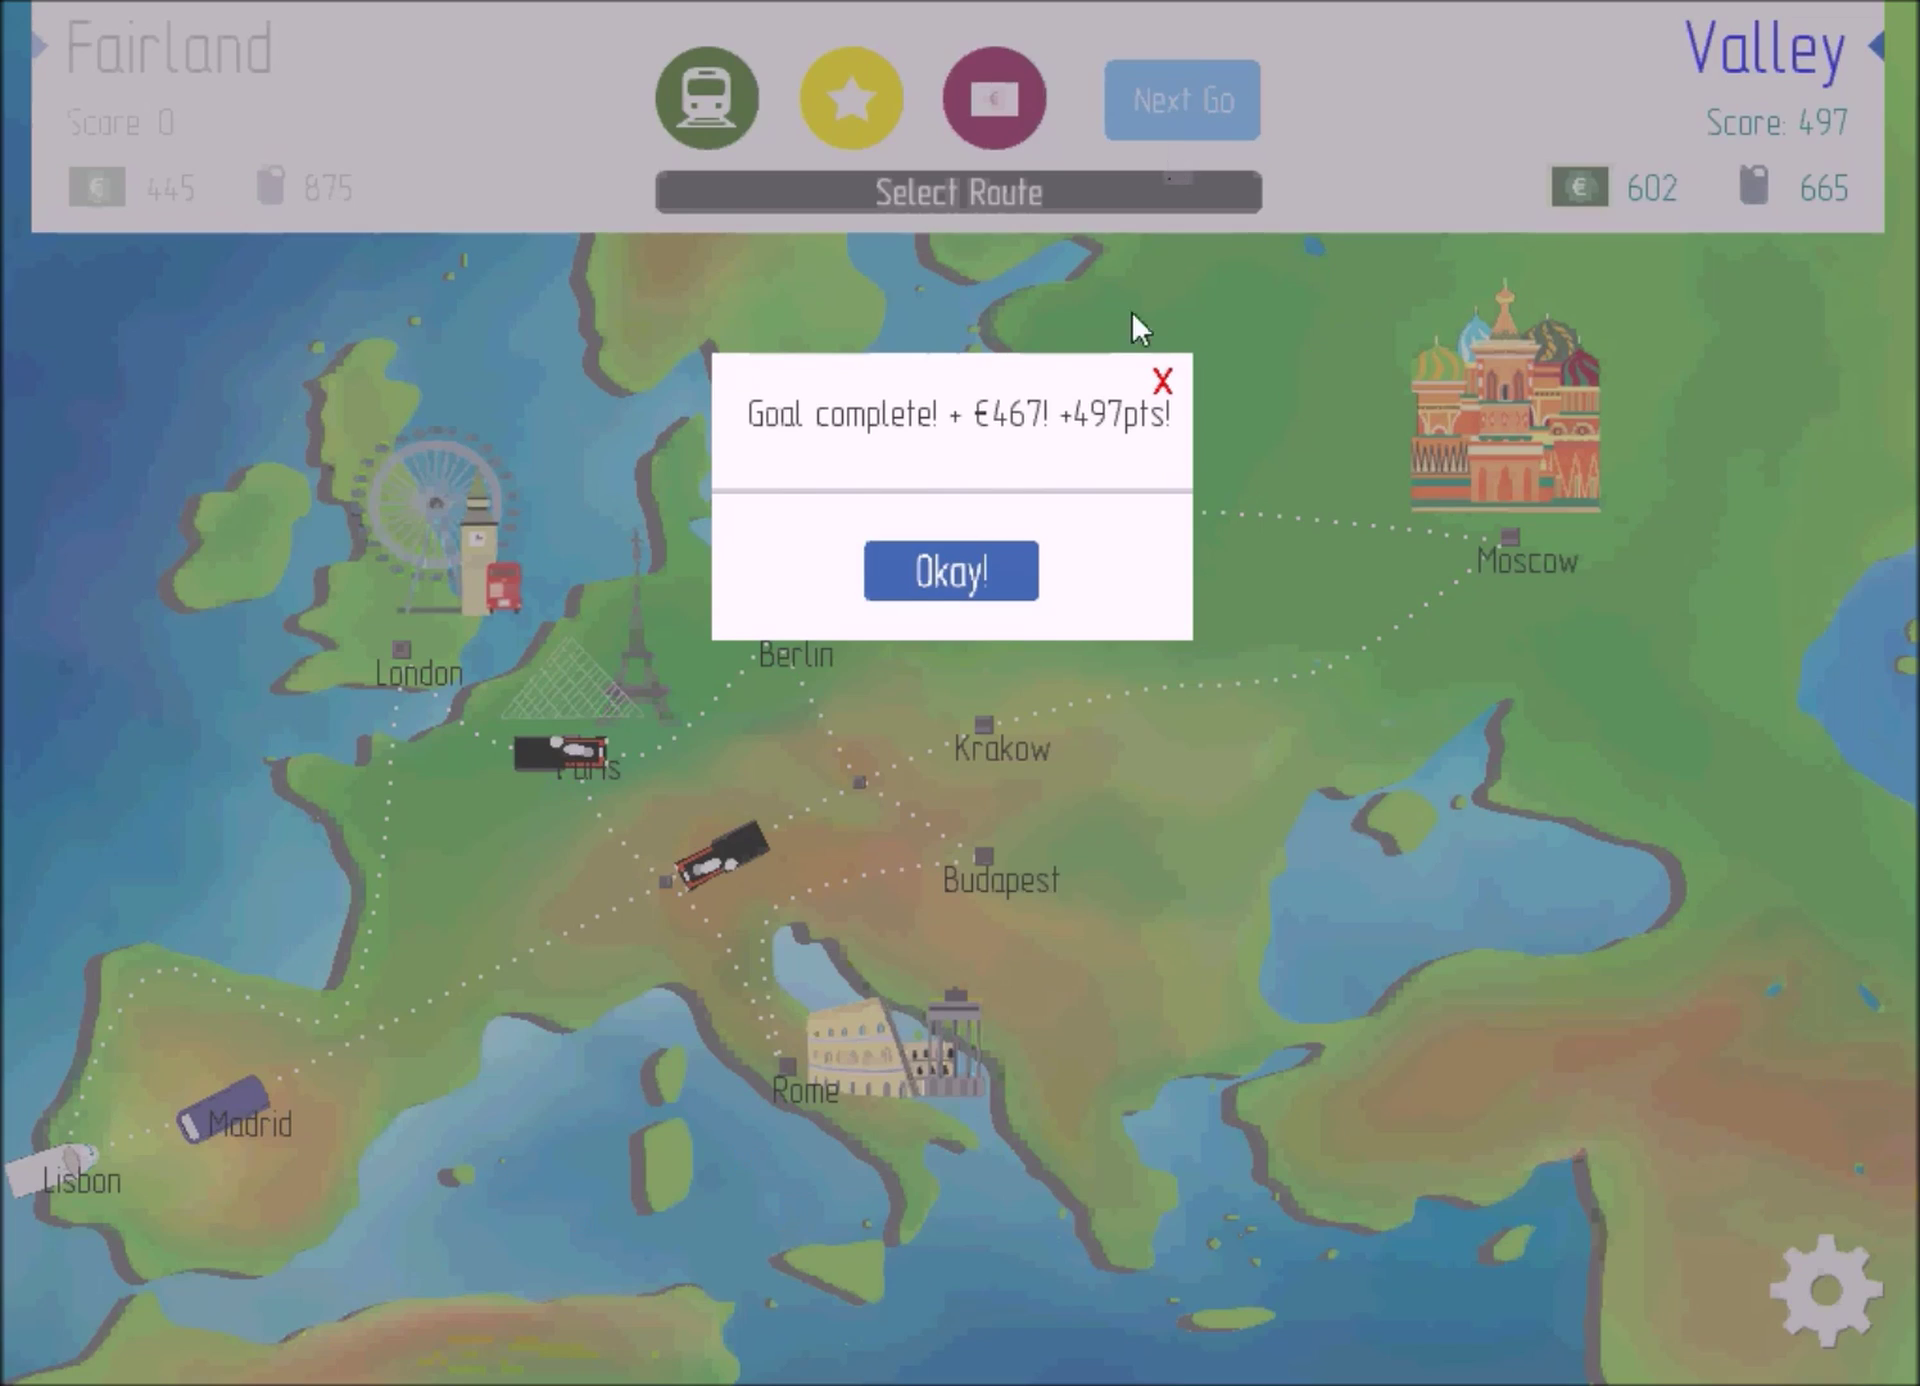 Fairland
Valley
Score 0
Next Go
Score: 497
€ 445
875
Select Route
€ 602
665
X
Goal complete! + €467! +497pts!
Okay!
Moscow
Berlin
London
Krakow
Paris
Budapest
Rome
Madrid
Lisbon